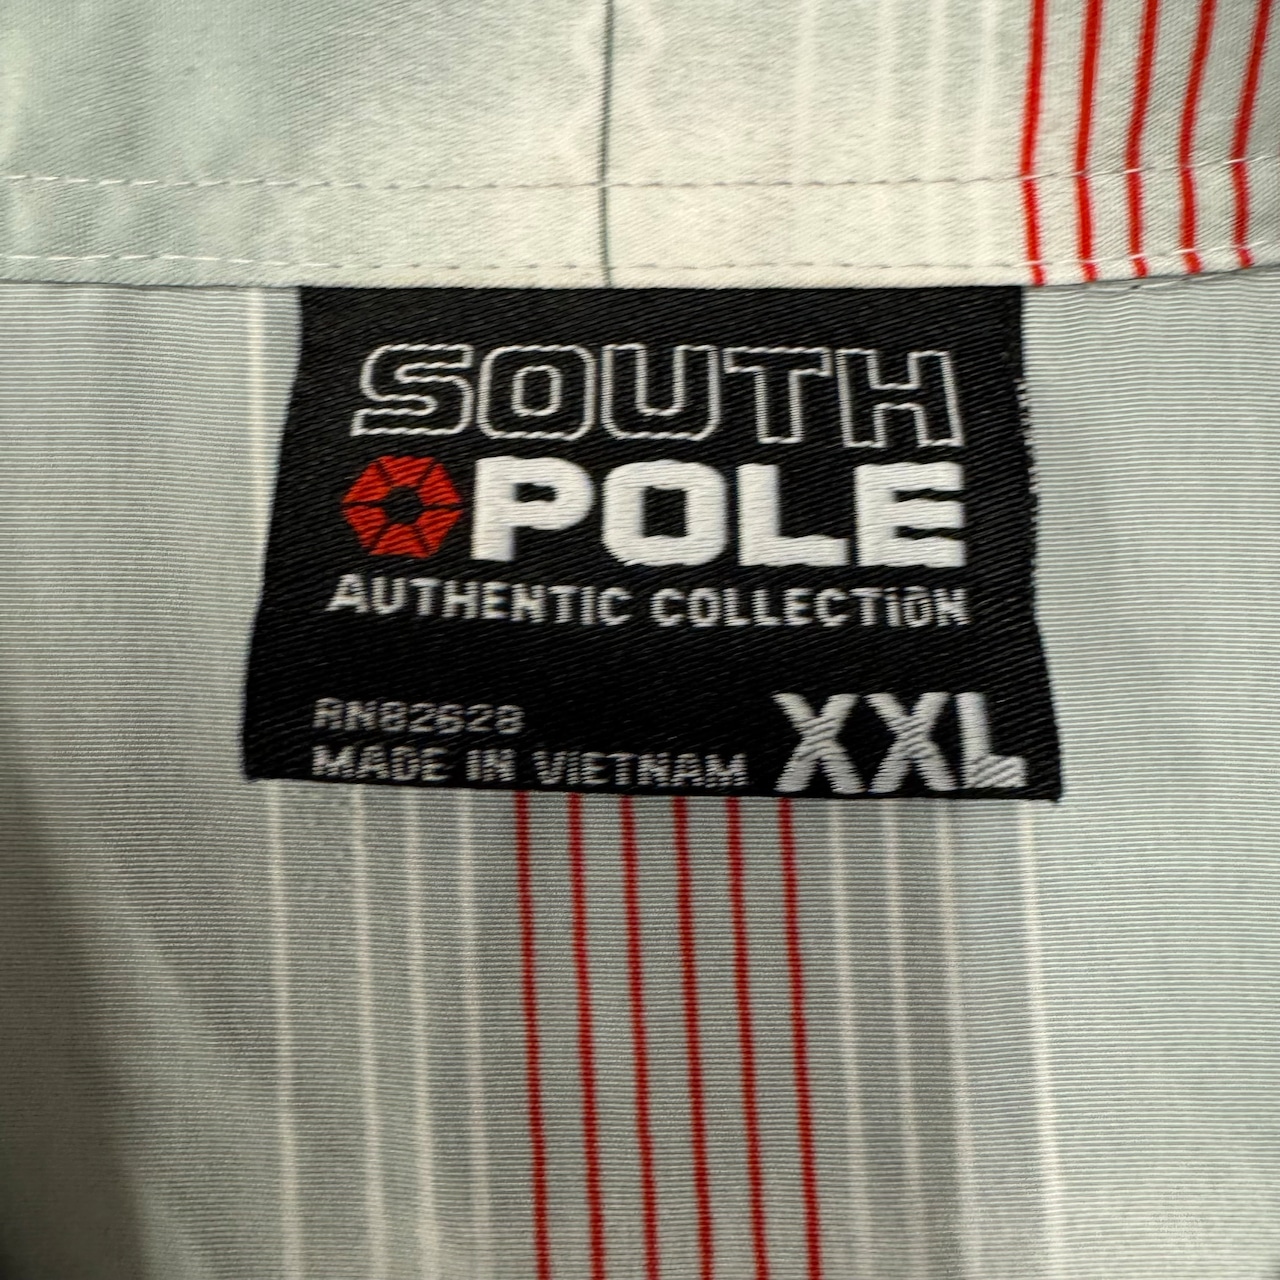 SOUTH
POLE
AUTHENTIC COLLECTiON
RN82628
MADE IN VIETNAM
XXL